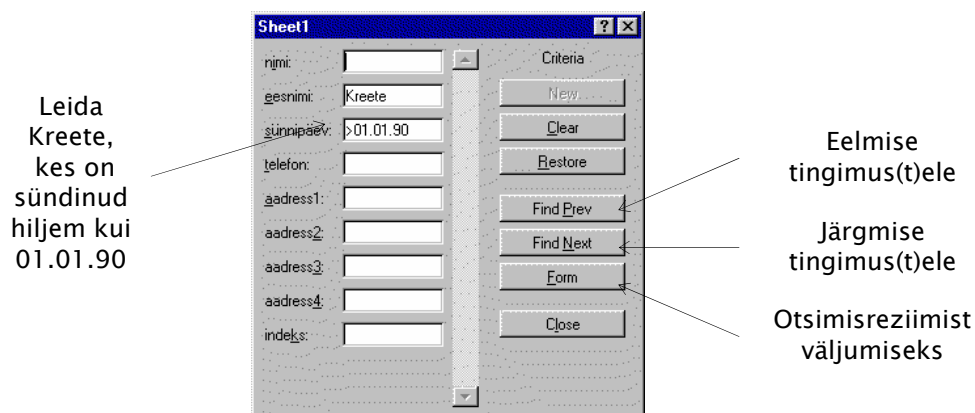 Sheet1
Leida
Kreete,
kes on
sündinud
hiljem kui
01.01.90
nimi:
eesnimi: Kreete
sünnipäev: >01.01.90
telefon:
aadress1:
aadress2:
aadress3:
aadress4:
indeks:
Criteria
New
Clear
Restore
Find Prev
Find Next
Form
Close
Eelmise
tingimus(t)ele
Järgmise
tingimus(t)ele
Otsimisreziimist
väljumiseks